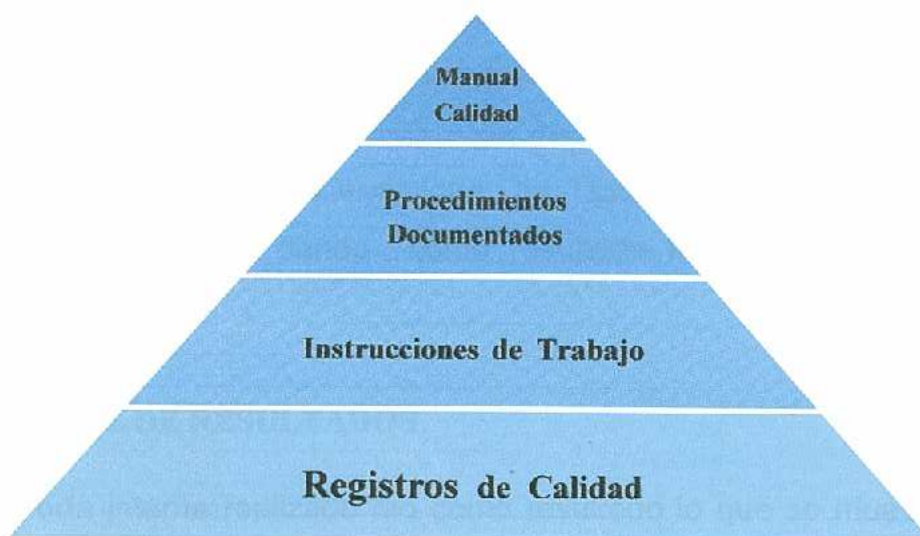 Manual
Calidad
Procedimientos
Documentados
Instrucciones de Trabajo
Registros de Calidad